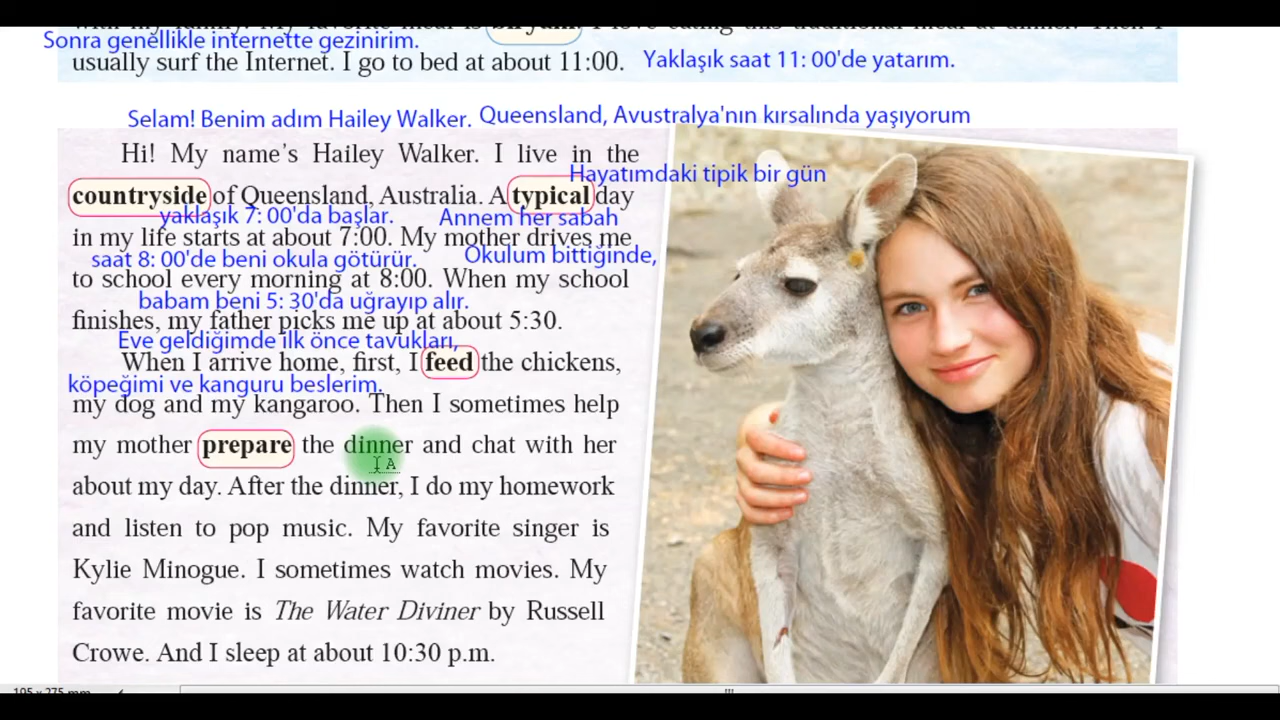 Sonra genellikle internette gezinirim.
usually surf the Internet. I go to bed at about 11:00. Yaklaşık saat 11: 00'de yatarım.
Selam! Benim adım Hailey Walker. Queensland, Avustralya'nın kırsalında yaşıyorum
Hi! My name's Hailey Walker. I live in the
Hayatımdaki tipik bir gün
countryside of Queensland, Australia. A typical day
yaklaşık 7: 00'da başlar. Annem her sabah
in my life starts at about 7:00. My mother drives me
saat 8: 00'de beni okula götürür. Okulum bittiğinde,
to school every morning at 8:00. When my school
babam beni 5: 30'da uğrayıp alır.
finishes, my father picks me up at about 5:30.
Eve geldiğimde ilk önce tavukları,
When I arrive home, first, I feed the chickens,
köpeğimi ve kanguru beslerim.
my dog and my kangaroo. Then I sometimes help
my mother prepare the dinner and chat with her
about my day. After the dinner, I do my homework
and listen to pop music. My favorite singer is
Kylie Minogue. I sometimes watch movies. My
favorite movie is The Water Diviner by Russell
Crowe. And I sleep at about 10:30 p.m.